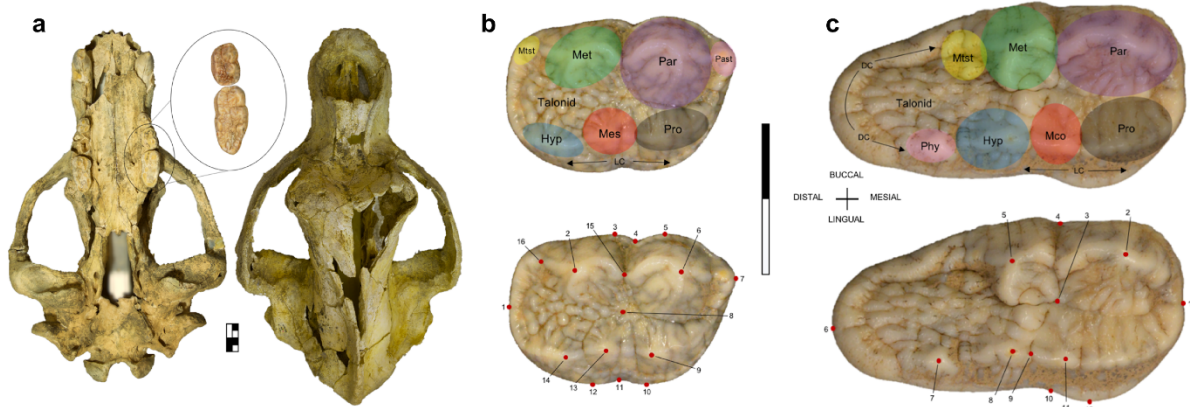 a
b
Mtst
Met
Par
Past
Talonid
Hyp
Mes
Pro
LC
15
3
4
5
16
2
6
7
1
8
14
13
12
11
10
9
c
DC
Mtst
Met
Par
Talonid
DC
Phy
Hyp
Mco
Pro
LC
BUCCAL
DISTAL
MESIAL
LINGUAL
5
4
3
2
6
7
8
9
10